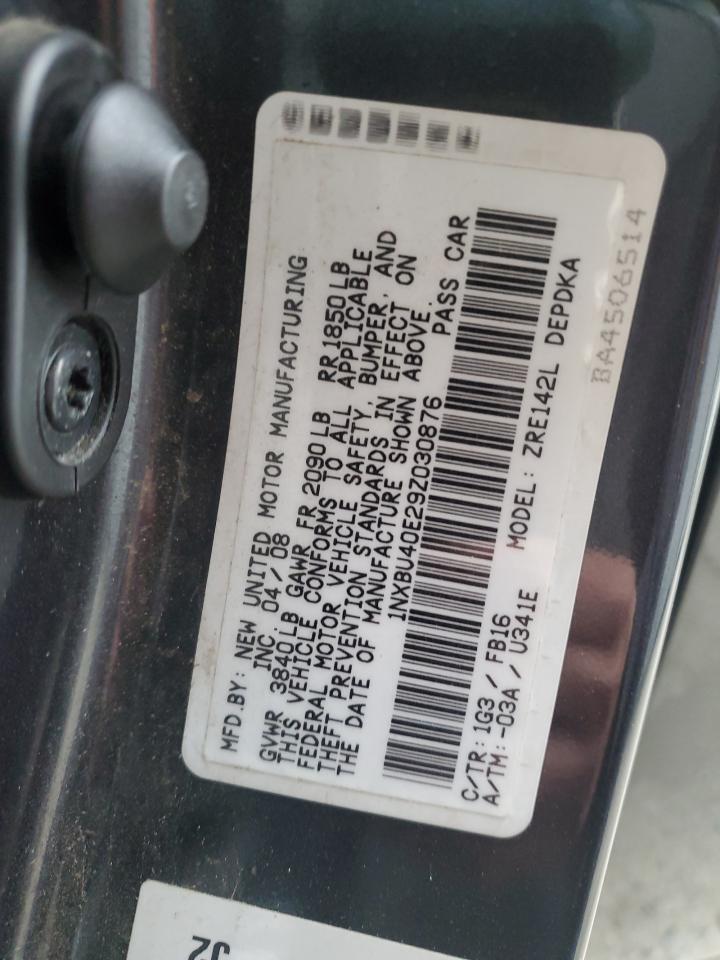 MFD.BY: NEW UNITED MOTOR MANUFACTURING
INC. 04/08
GVWR 3840LB GAWR FR 2090LB RR 1850LB
THIS VEHICLE CONFORMS TO ALL APPLICABLE
FEDERAL MOTOR VEHICLE SAFETY, BUMPER, AND
THEFT PREVENTION STANDARDS IN EFFECT ON
THE DATE OF MANUFACTURE SHOWN ABOVE.
1NXBU40E29Z030876 PASS CAR
C/TR: 1G3 / FB16 MODEL: ZRE142L DEPDKA
A/TM: -03A / U341E
BA4506514
J2